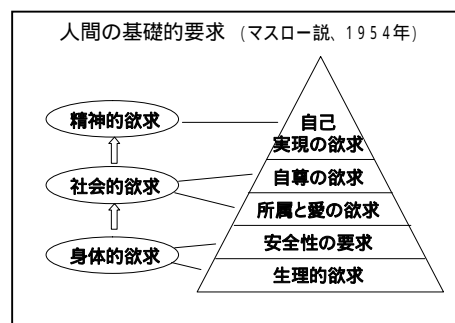 人間の基礎的要求 (マスロー説、1954年)
精神的欲求
社会的欲求
身体的欲求
自己
実現の欲求
自尊の欲求
所属と愛の欲求
安全性の要求
生理的欲求